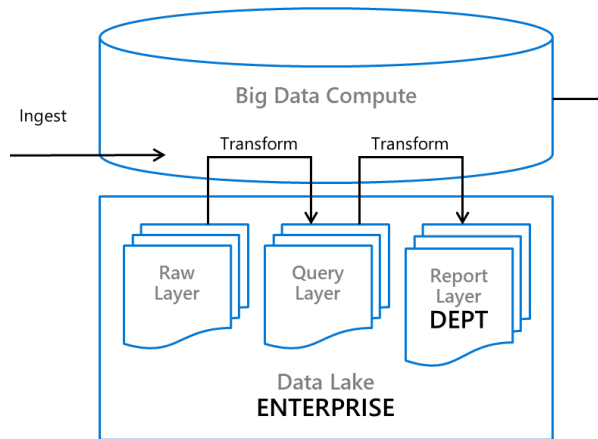 Big Data Compute
Ingest
Transform
Transform
Raw
Layer
Query
Layer
Report
Layer
DEPT
Data Lake
ENTERPRISE